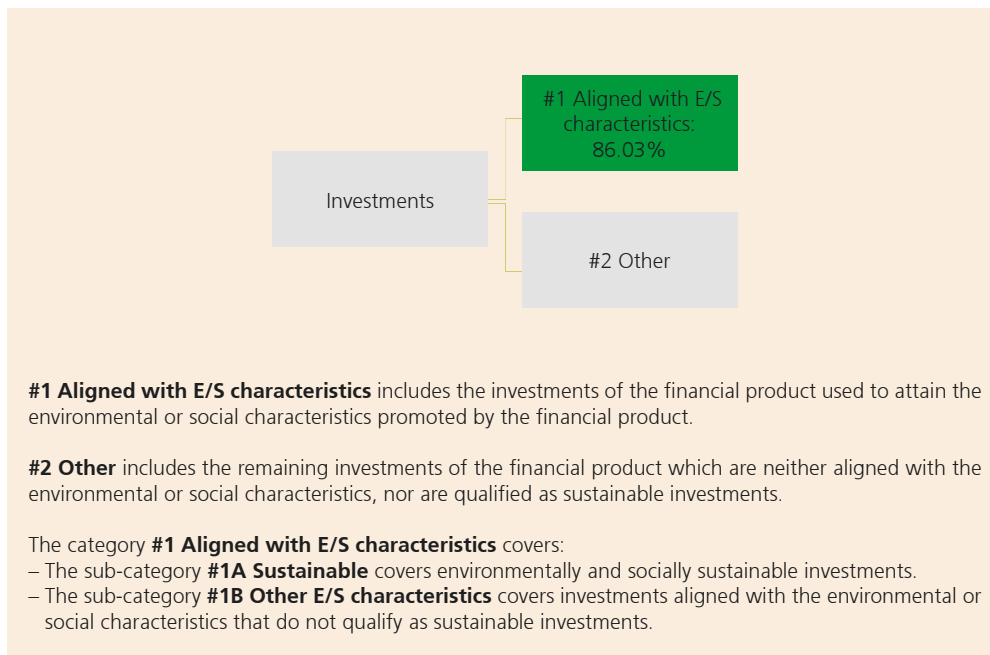 #1 Aligned with E/S
characteristics:
86.03%
Investments
#2 Other
#1 Aligned with E/S characteristics includes the investments of the financial product used to attain the
environmental or social characteristics promoted by the financial product.
#2 Other includes the remaining investments of the financial product which are neither aligned with the
environmental or social characteristics, nor are qualified as sustainable investments.
The category #1 Aligned with E/S characteristics covers:
– The sub-category #1A Sustainable covers environmentally and socially sustainable investments.
– The sub-category #1B Other E/S characteristics covers investments aligned with the environmental or
social characteristics that do not qualify as sustainable investments.